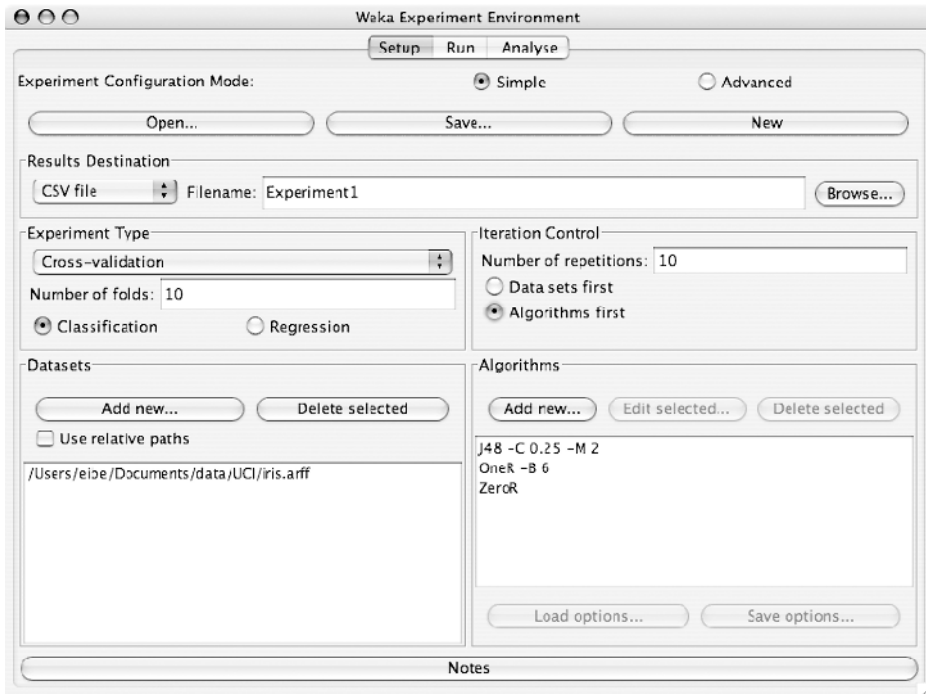 Weka Experiment Environment
Setup Run Analyse
Experiment Configuration Mode: Simple Advanced
Open... Save... New
Results Destination
CSV file Filename: Experiment1 Browse...
Experiment Type
Cross-validation
Number of folds: 10
Classification Regression
Iteration Control
Number of repetitions: 10
Data sets first
Algorithms first
Datasets
Add new... Delete selected
Use relative paths
/Users/eibe/Documents/data/UCI/iris.arff
Algorithms
Add new... Edit selected... Delete selected
J48 -C 0.25 -M 2
OneR -B 6
ZeroR
Load options... Save options...
Notes